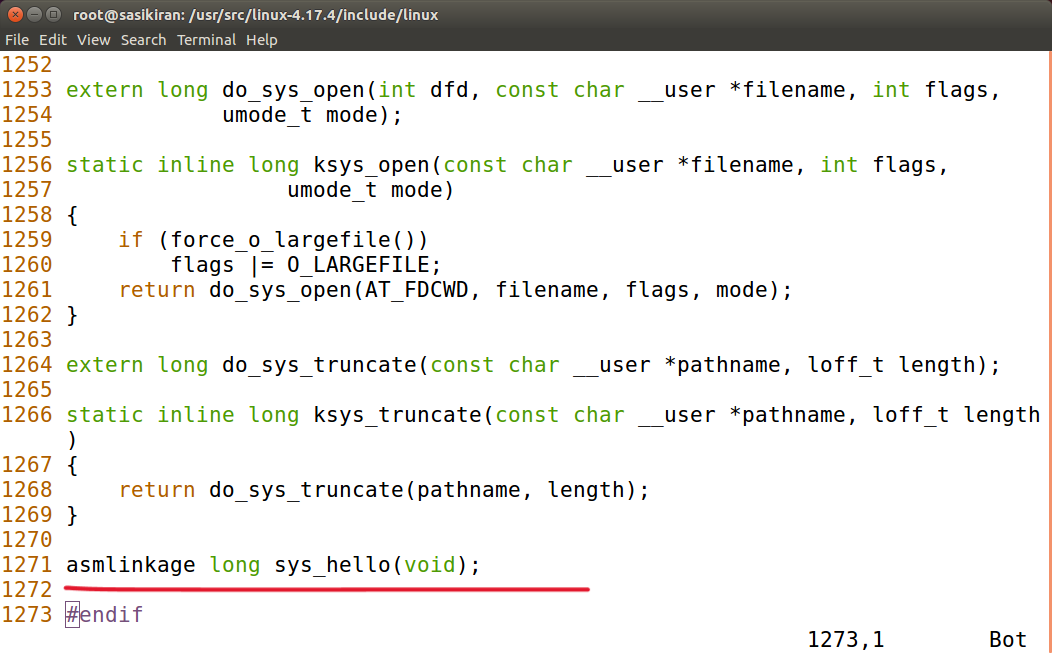 root@sasikiran: /usr/src/linux-4.17.4/include/linux
File Edit View Search Terminal Help
1252
1253 extern long do_sys_open(int dfd, const char __user *filename, int flags,
1254             umode_t mode);
1255
1256 static inline long ksys_open(const char __user *filename, int flags,
1257                  umode_t mode)
1258 {
1259     if (force_o_largefile())
1260         flags |= O_LARGEFILE;
1261     return do_sys_open(AT_FDCWD, filename, flags, mode);
1262 }
1263
1264 extern long do_sys_truncate(const char __user *pathname, loff_t length);
1265
1266 static inline long ksys_truncate(const char __user *pathname, loff_t length
)
1267 {
1268     return do_sys_truncate(pathname, length);
1269 }
1270
1271 asmlinkage long sys_hello(void);
1272
1273 #endif
1273,1 Bot